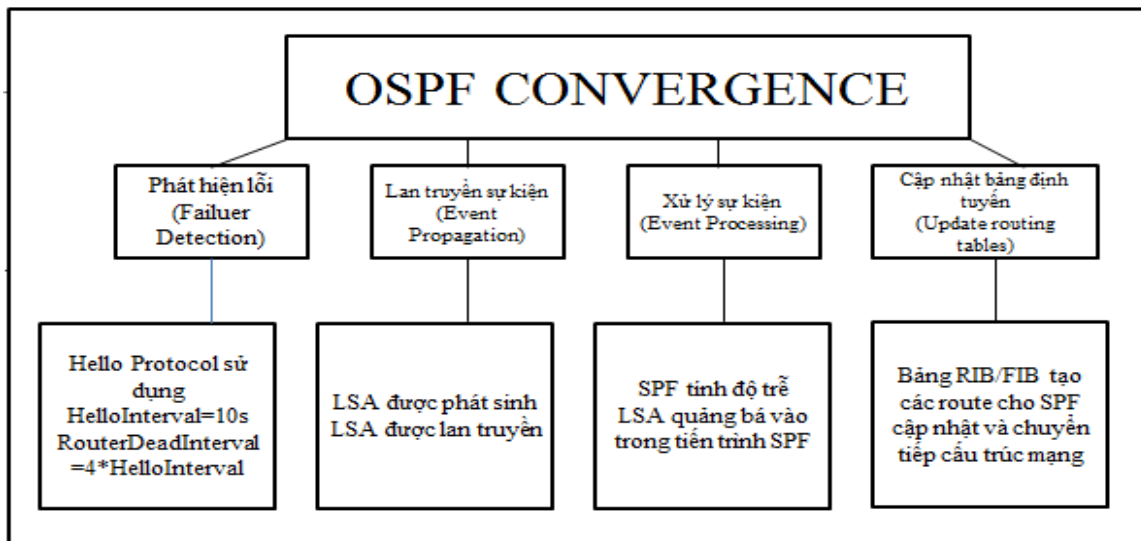 OSPF CONVERGENCE
Phát hiện lỗi
(Failuer
Detection)
Lan truyền sự kiện
(Event
Propagation)
Xử lý sự kiện
(Event Processing)
Cập nhật bảng định
tuyến
(Update routing
tables)
Hello Protocol sử
dụng
HelloInterval=10s
RouterDeadInterval
=4*HelloInterval
LSA được phát sinh
LSA được lan truyền
SPF tính độ trễ
LSA quảng bá vào
trong tiến trình SPF
Bảng RIB/FIB tạo
các route cho SPF
cập nhật và chuyển
tiếp cấu trúc mạng